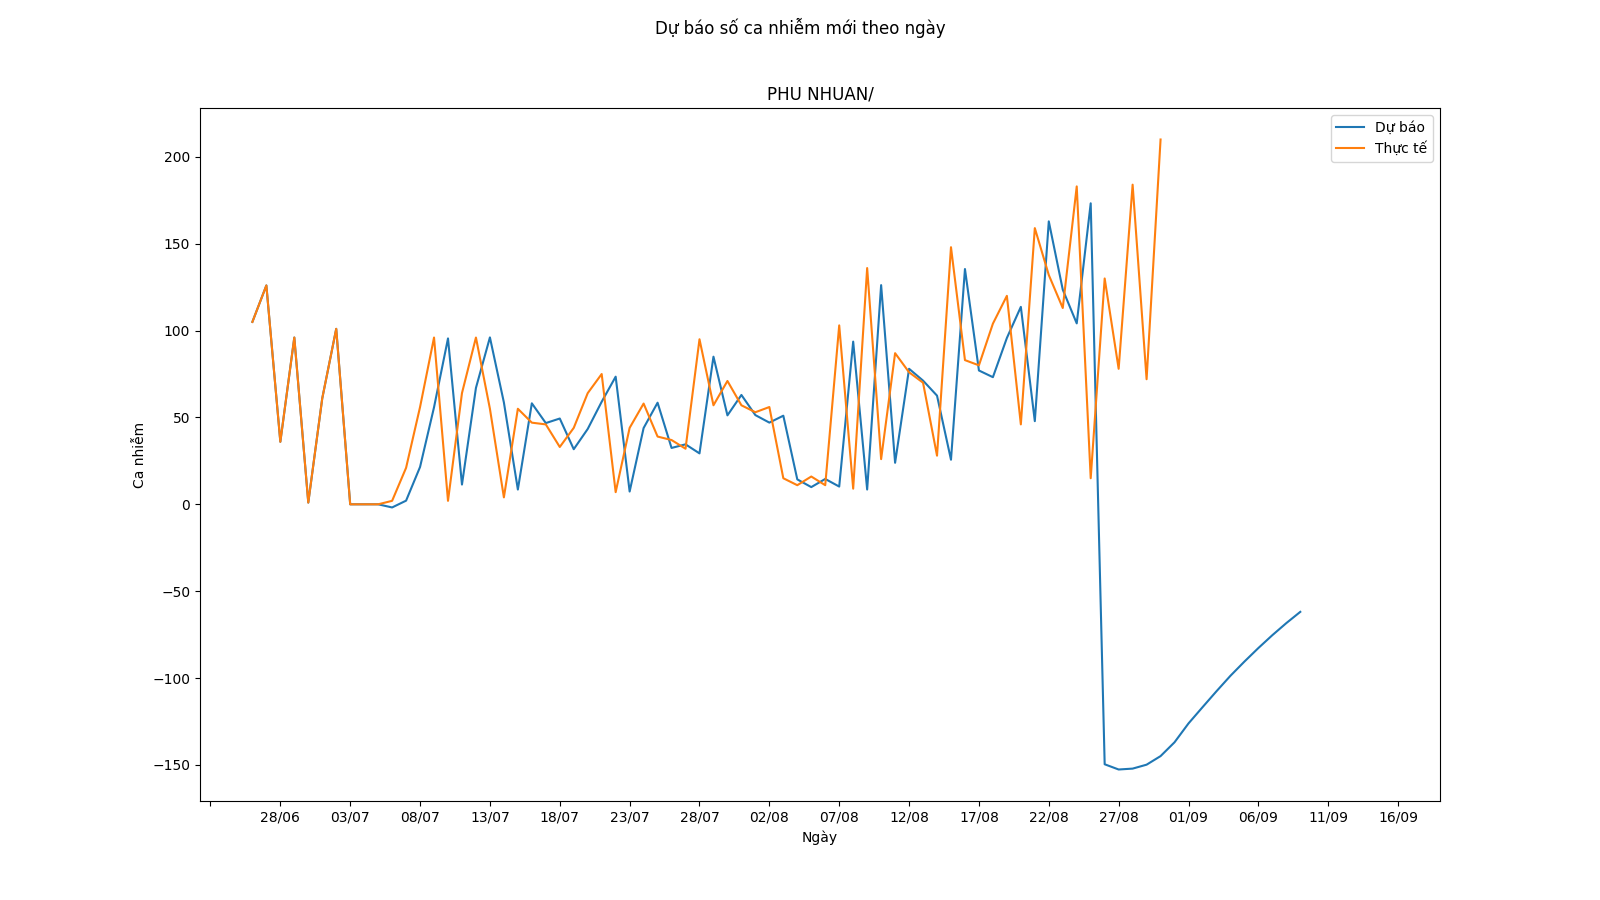 Dự báo số ca nhiễm mới theo ngày
PHU NHUAN/
Dự báo
Thực tế
200
150
100
50
0
−50
−100
−150
Ca nhiễm
28/06 03/07 08/07 13/07 18/07 23/07 28/07 02/08 07/08 12/08 17/08 22/08 27/08 01/09 06/09 11/09 16/09
Ngày